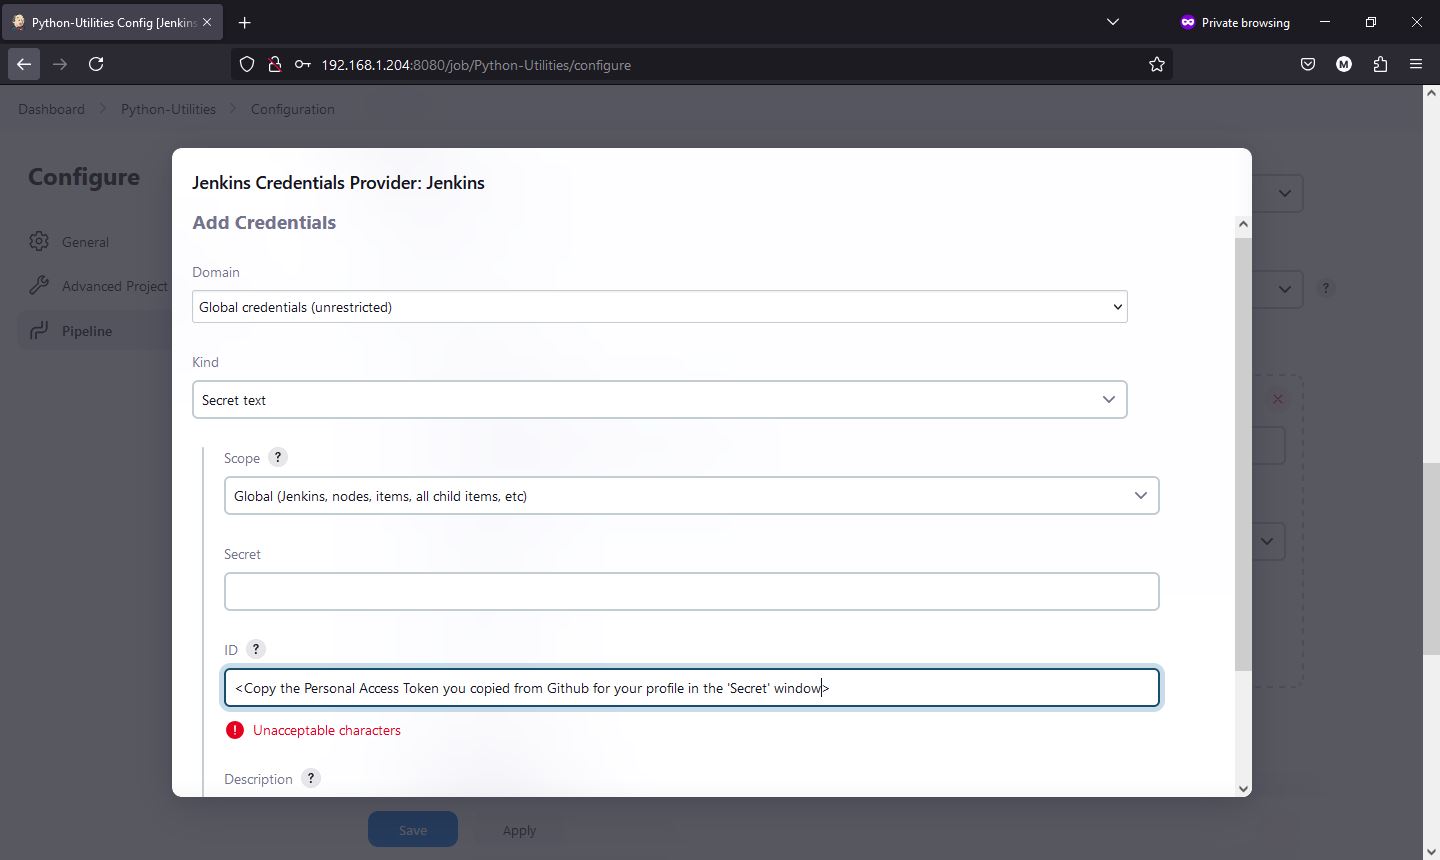 Python-Utilities Config [Jenkins
Private browsing
192.168.1.204:8080/job/Python-Utilities/configure
M
Dashboard
Python-Utilities
Configuration
Configure
General
Advanced Project
Pipeline
Jenkins Credentials Provider: Jenkins
Add Credentials
Domain
Global credentials (unrestricted)
Kind
Secret text
Scope ?
Global (Jenkins, nodes, items, all child items, etc)
?
Secret
ID ?
<Copy the Personal Access Token you copied from Github for your profile in the 'Secret' window>
! Unacceptable characters
Description ?
Save
Apply